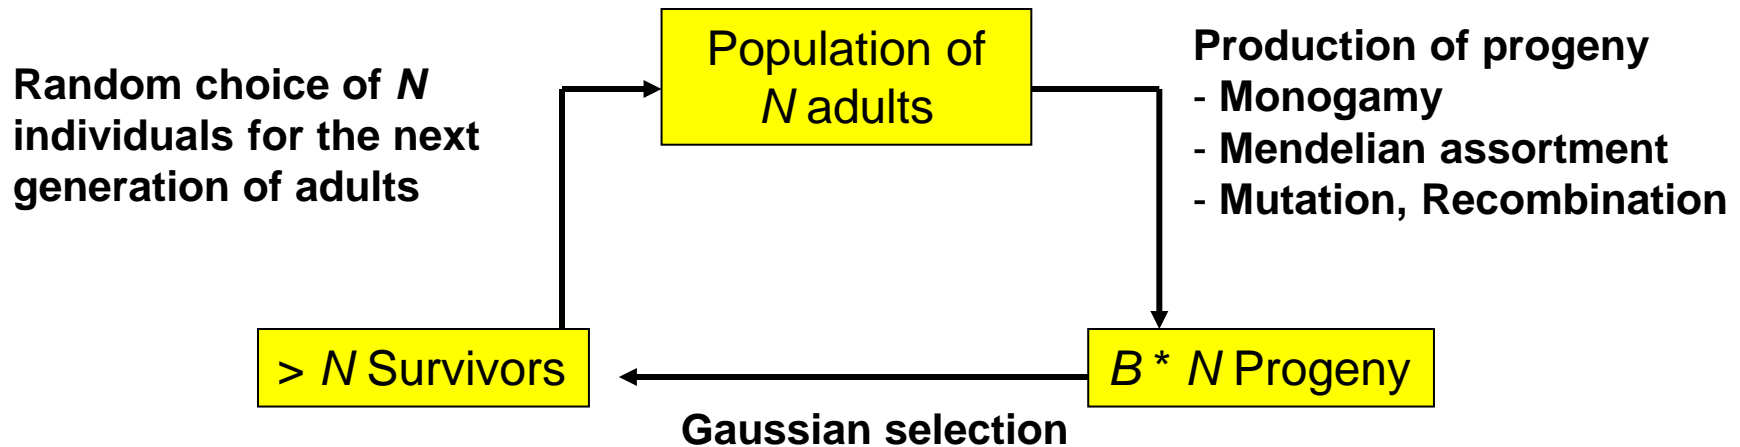 Population of
N adults
Production of progeny
- Monogamy
- Mendelian assortment
- Mutation, Recombination
B * N Progeny
Gaussian selection
> N Survivors
Random choice of N
individuals for the next
generation of adults